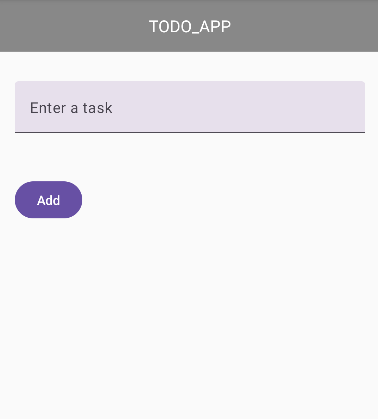 TODO_APP
Enter a task
Add